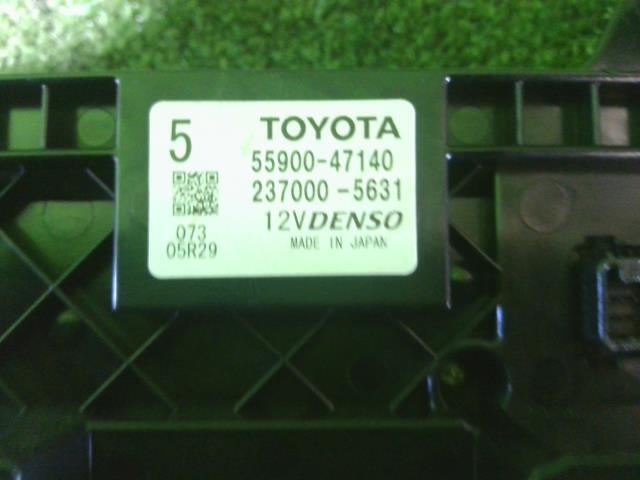 5
TOYOTA
55900-47140
237000-5631
12V DENSO
073
05R29
MADE IN JAPAN